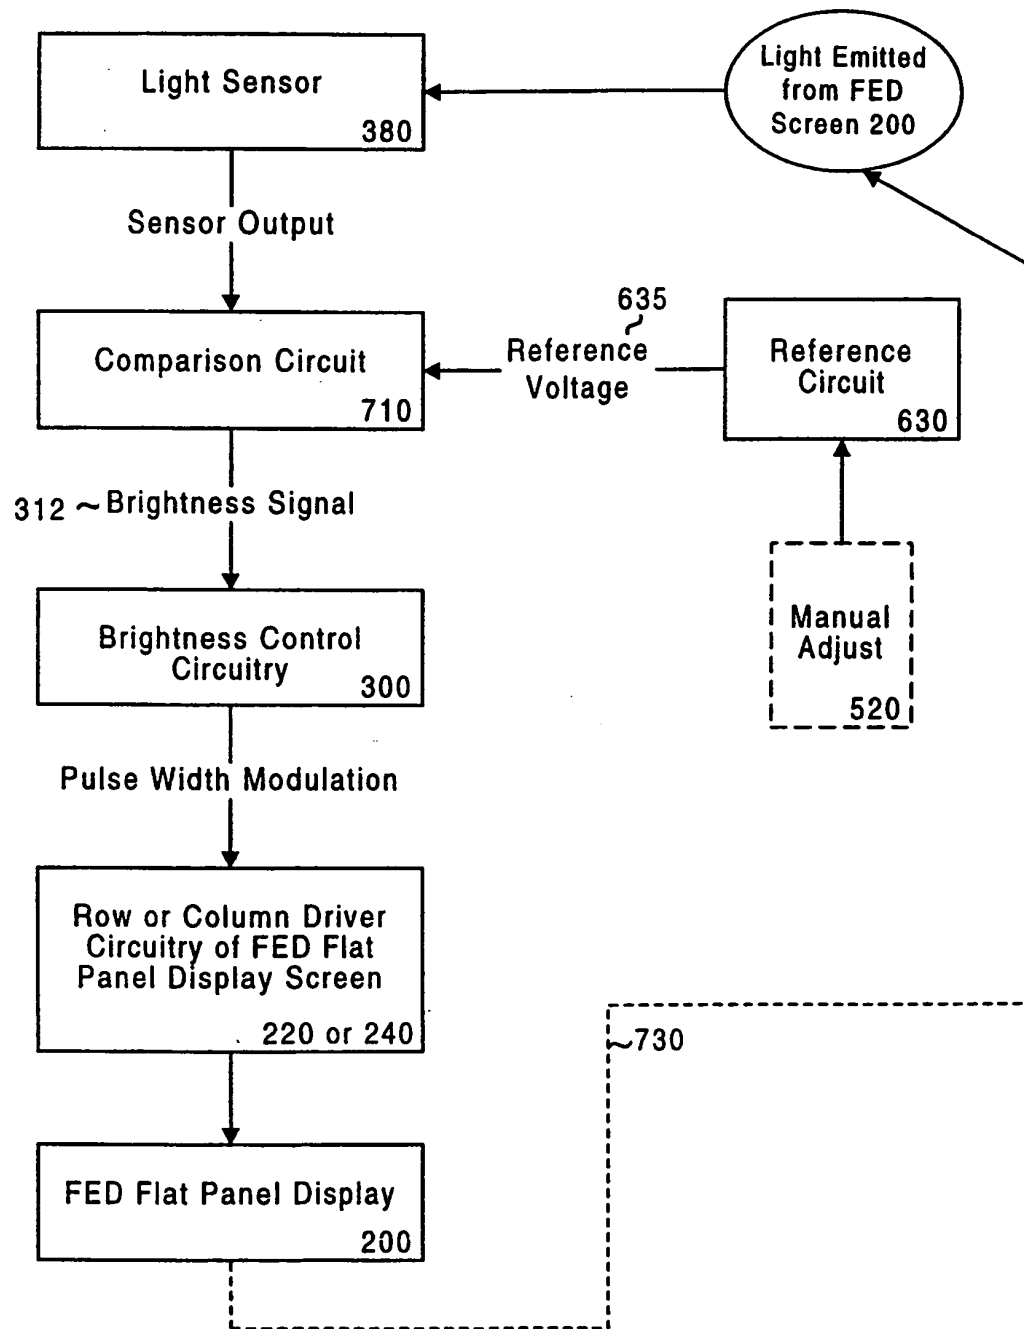 Light Sensor
380
Light Emitted
from FED
Screen 200
Sensor Output
635
Reference
Voltage
Comparison Circuit
710
Reference
Circuit
630
312 ~ Brightness Signal
Manual
Adjust
520
Brightness Control
Circuitry
300
Pulse Width Modulation
Row or Column Driver
Circuitry of FED Flat
Panel Display Screen
220 or 240
~730
FED Flat Panel Display
200